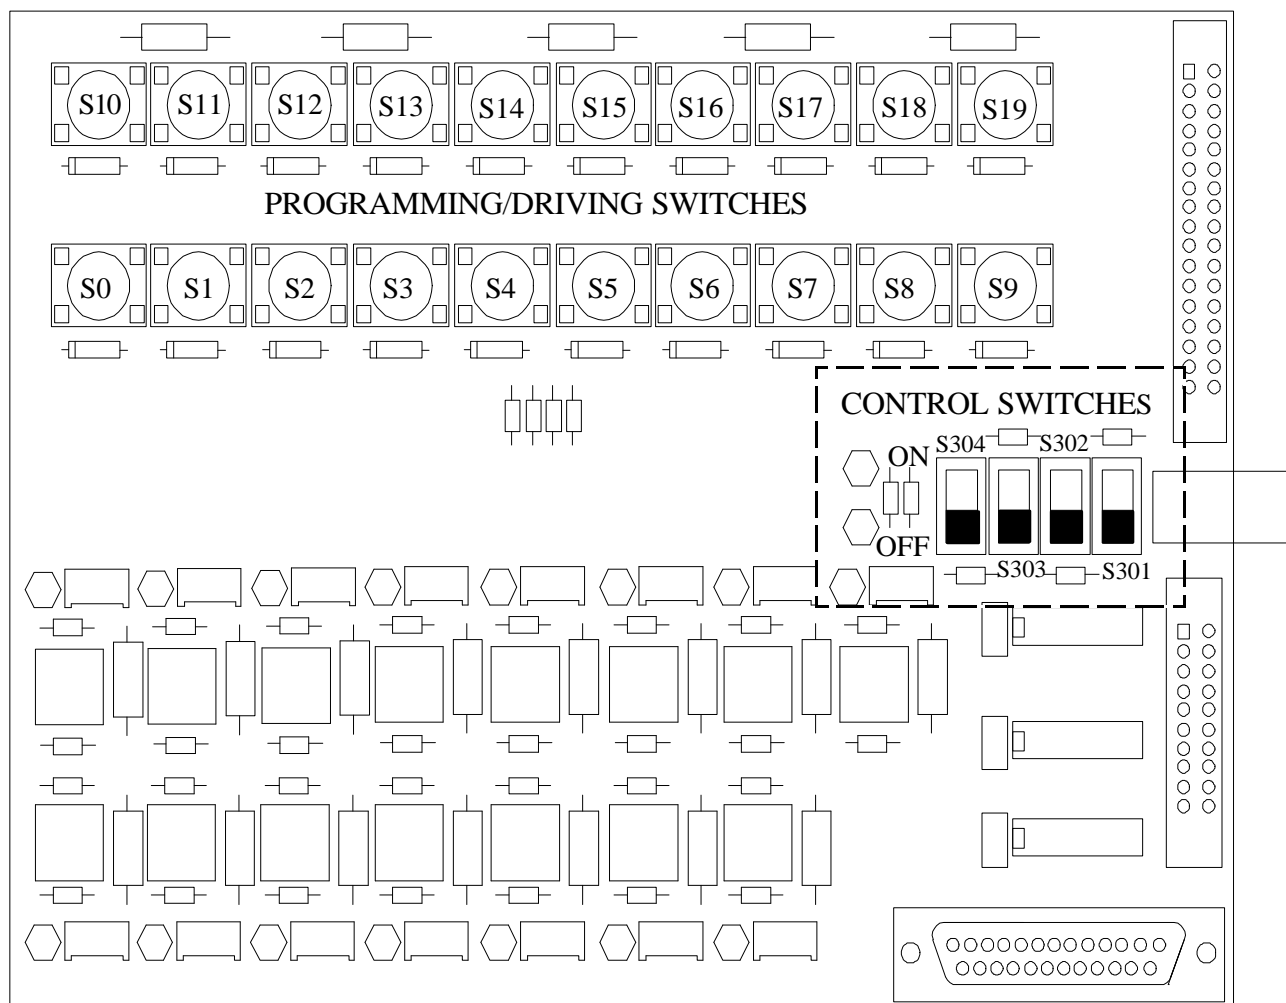 S10 S11 S12 S13 S14 S15 S16 S17 S18 S19
PROGRAMMING/DRIVING SWITCHES
S0 S1 S2 S3 S4 S5 S6 S7 S8 S9
CONTROL SWITCHES
S304 S302
ON
OFF
S303 S301